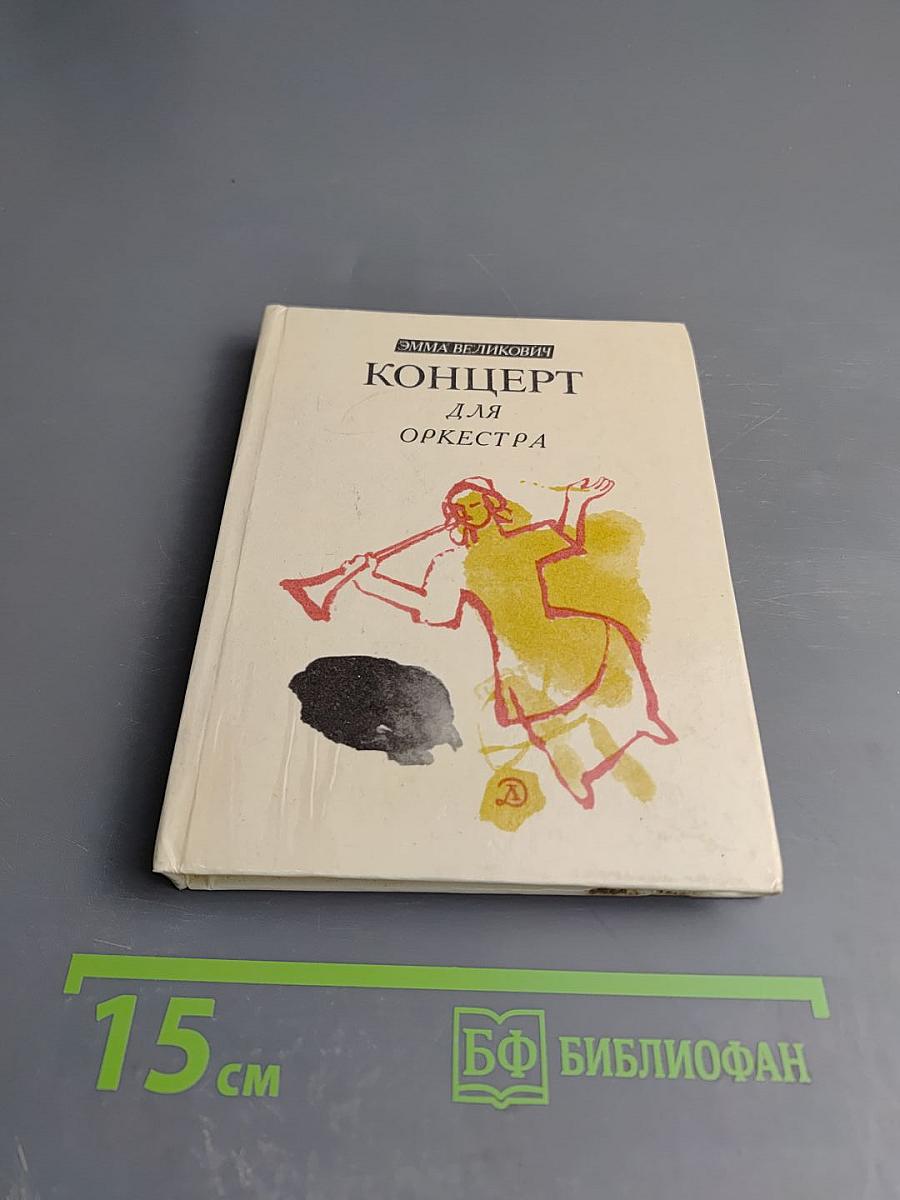 ЭММА ВЕЛИКОВИЧ
КОНЦЕРТ
ДЛЯ
ОРКЕСТРА
15 см
БФ БИБЛИОФАН